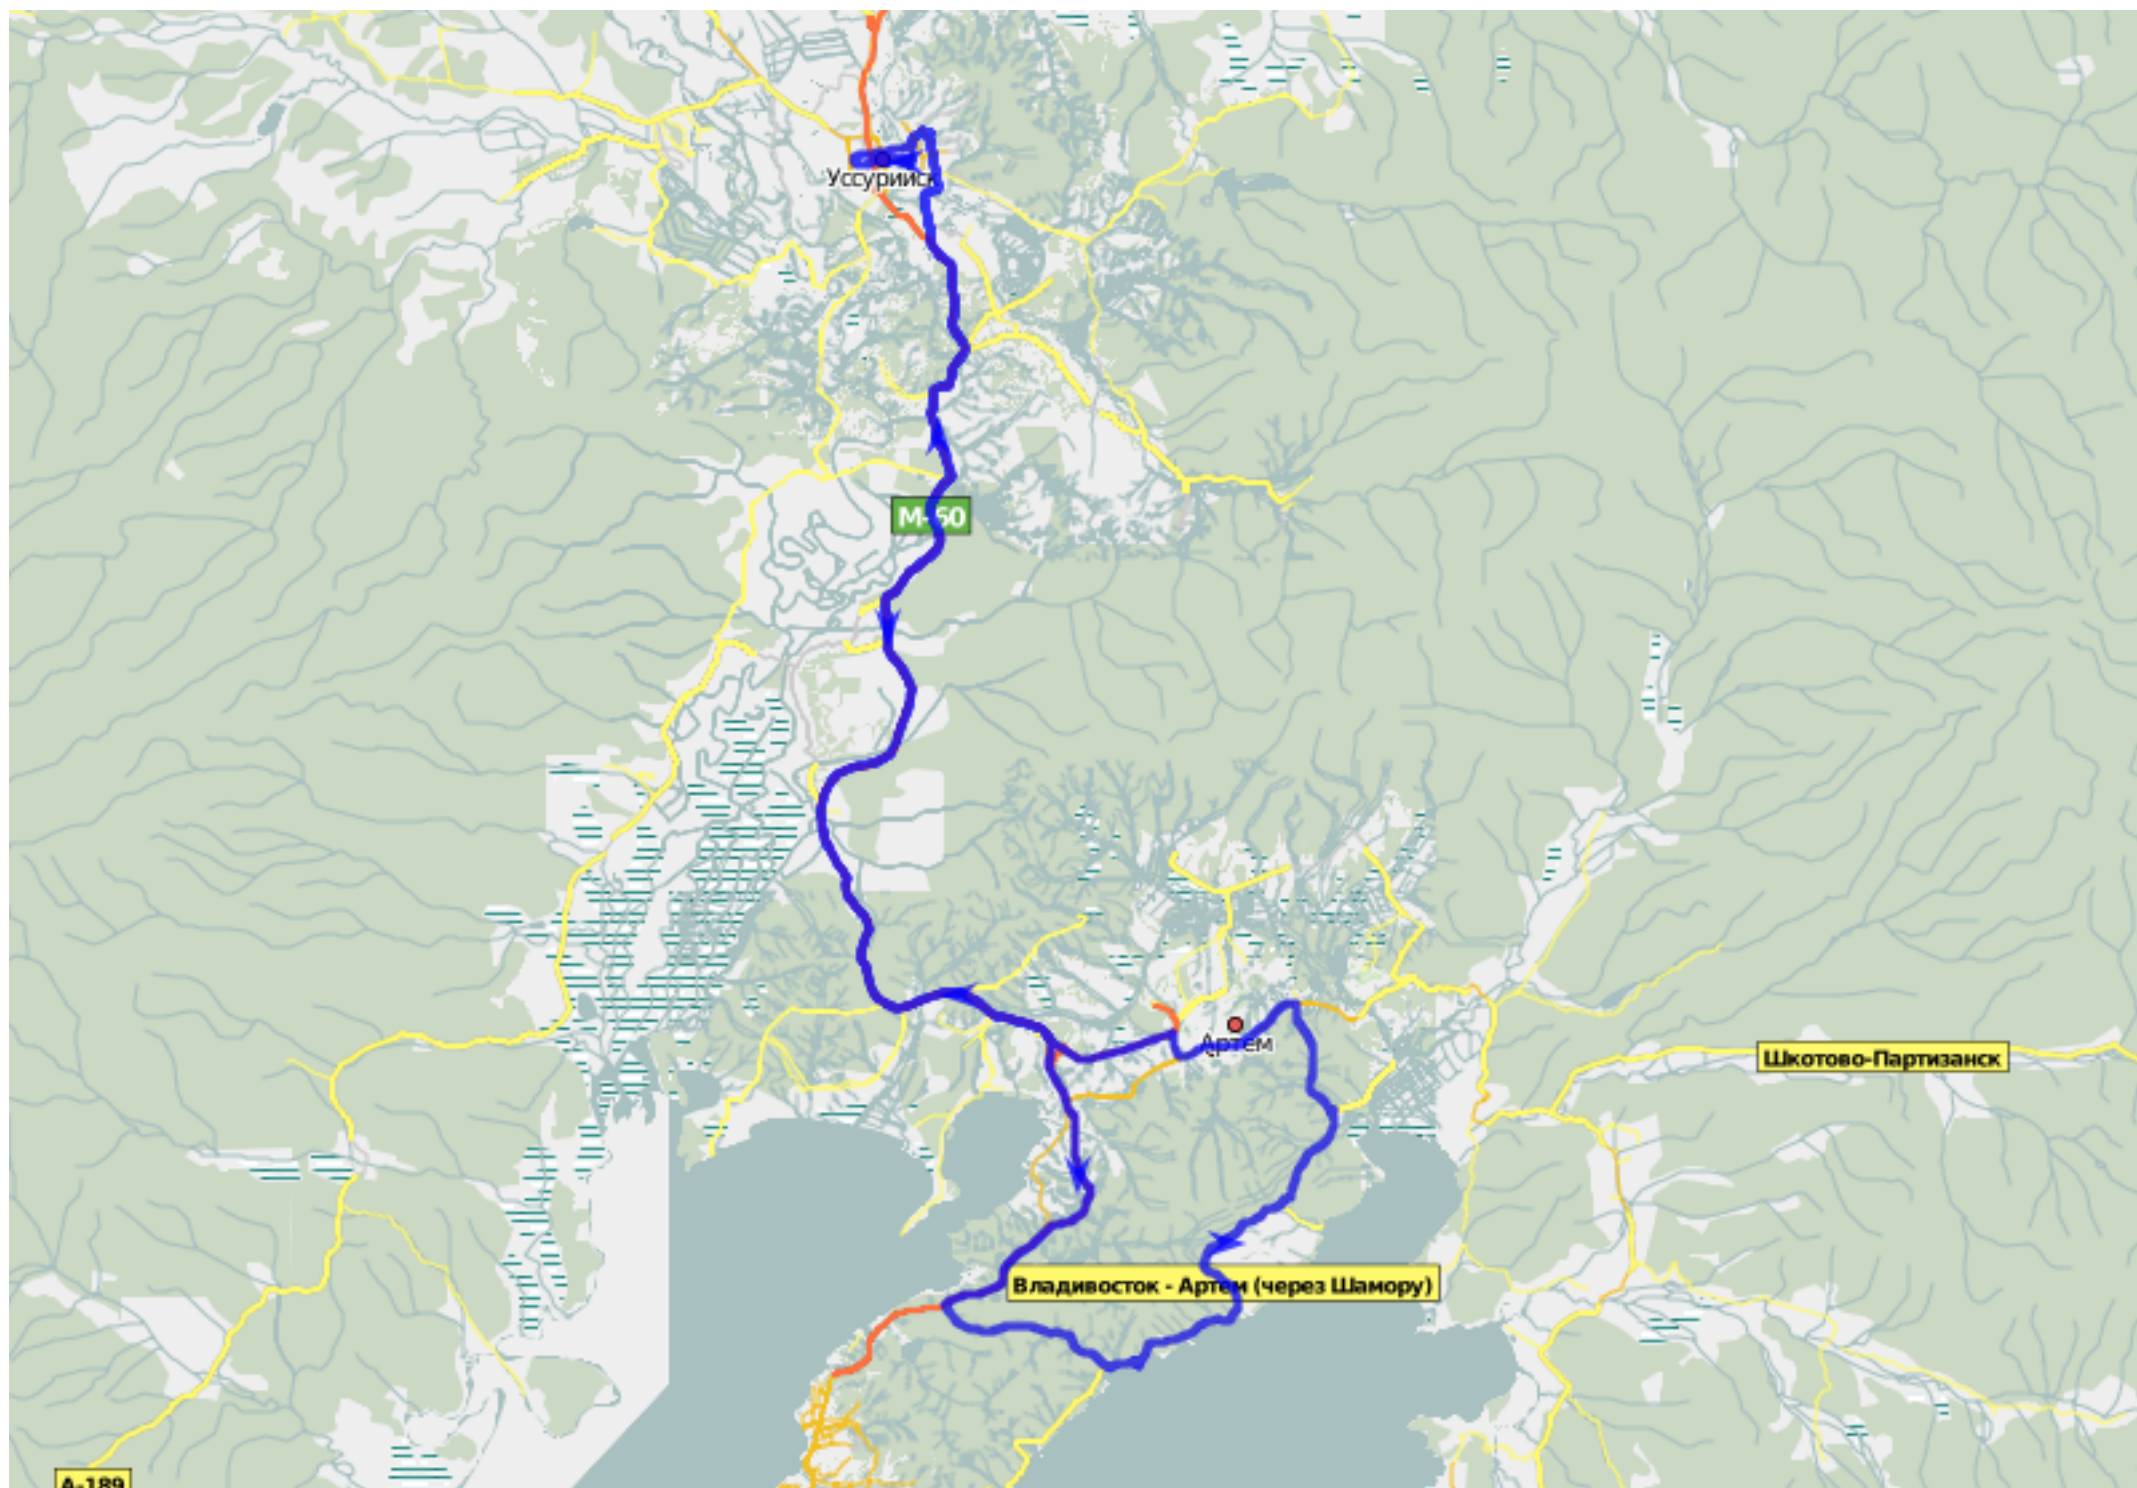 Уссурийск
М-60
Артем
Шкотово-Партизанск
Владивосток - Артем (через Шамору)
А-189